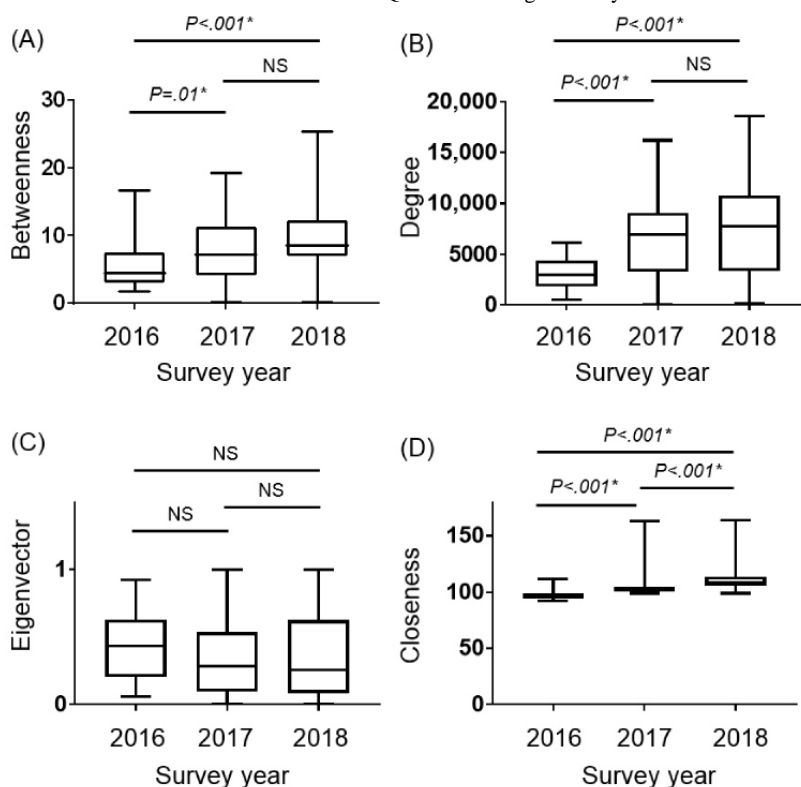 (A)
P<.001*
NS
P=.01*
30
20
10
0
Betweenness
2016 2017 2018
Survey year
(B)
P<.001*
NS
P<.001*
20,000
15,000
10,000
5000
0
Degree
2016 2017 2018
Survey year
(C)
NS
NS
NS
1
0
Eigenvector
2016 2017 2018
Survey year
(D)
P<.001*
P<.001*
P<.001*
150
100
50
0
Closeness
2016 2017 2018
Survey year